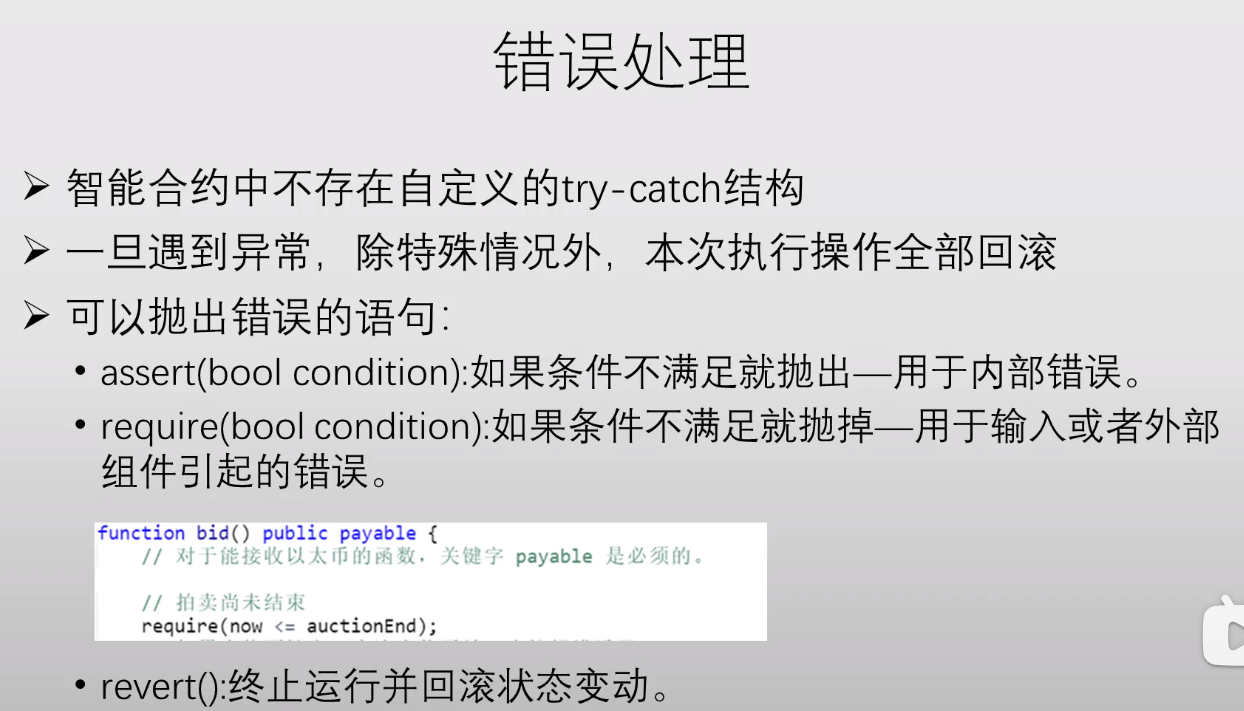 错误处理
➢ 智能合约中不存在自定义的try-catch结构
➢ 一旦遇到异常，除特殊情况外，本次执行操作全部回滚
➢ 可以抛出错误的语句：
• assert(bool condition):如果条件不满足就抛出—用于内部错误。
• require(bool condition):如果条件不满足就抛掉—用于输入或者外部
组件引起的错误。
function bid() public payable {
// 对于能接收以太币的函数，关键字 payable 是必须的。
// 拍卖尚未结束
require(now <= auctionEnd);
• revert():终止运行并回滚状态变动。